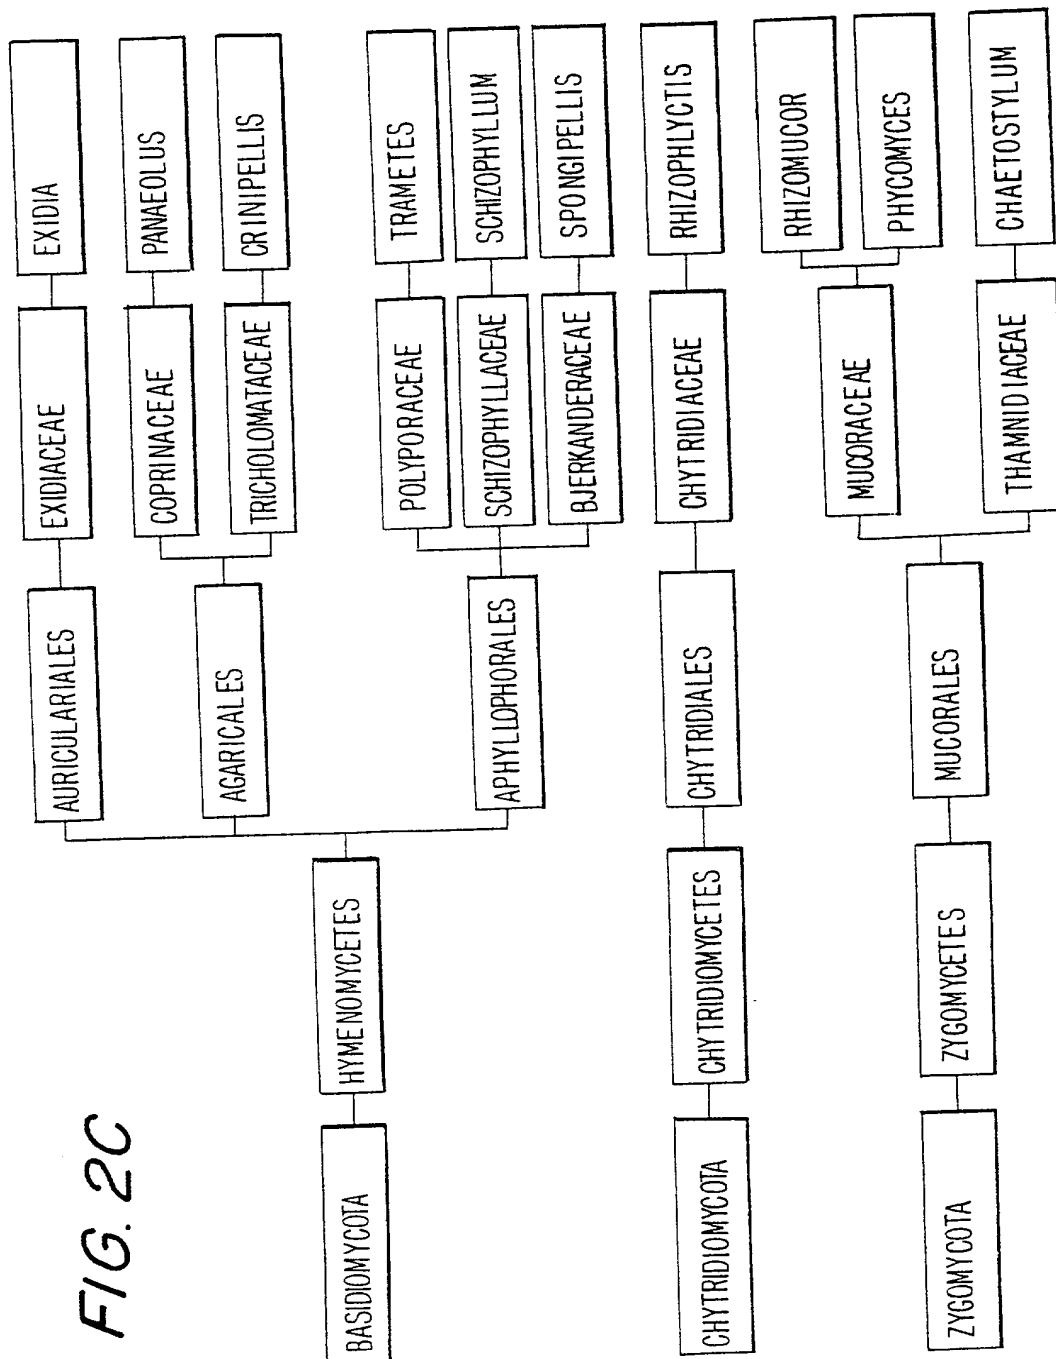 FIG. 2C
BASIDIOMYCOTA
HYMENOMYCETES
AURICULARIALES
EXIDIACEAE
EXIDIA
AGARICALES
COPRINACEAE
PANAEOLUS
TRICHOLOMATACEAE
CRINIPELLIS
APHYLLOPHORALES
POLYPORACEAE
TRAMETES
SCHIZOPHYLLACEAE
SCHIZOPHYLLUM
BJERKANDERACEAE
SPONGIPELLIS
CHYTRIDIOMYCOTA
CHYTRIDIOMYCETES
CHYTRIDIALES
CHYTRIDIACEAE
RHIZOPHLYCTIS
ZYGOMYCOTA
ZYGOMYCETES
MUCORALES
MUCORACEAE
RHIZOMUCOR
PHYCOMYCES
THAMNIDIACEAE
CHAETOSTYLUM